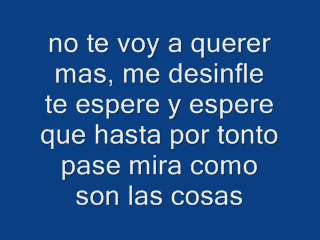 no te voy a querer
mas, me desinfle
te espere y espere
que hasta por tonto
pase mira como
son las cosas